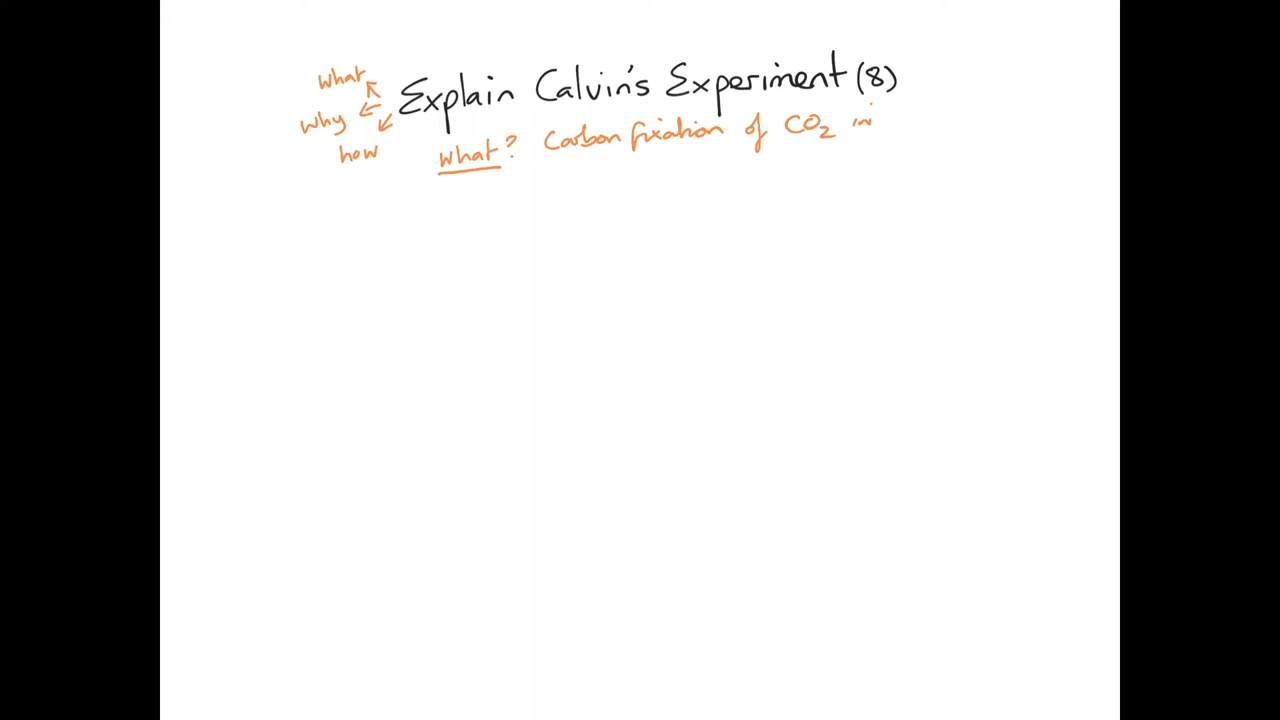 what
Explain Calvin's Experiment (8)
why
how
what? Carbon fixation of CO₂ in